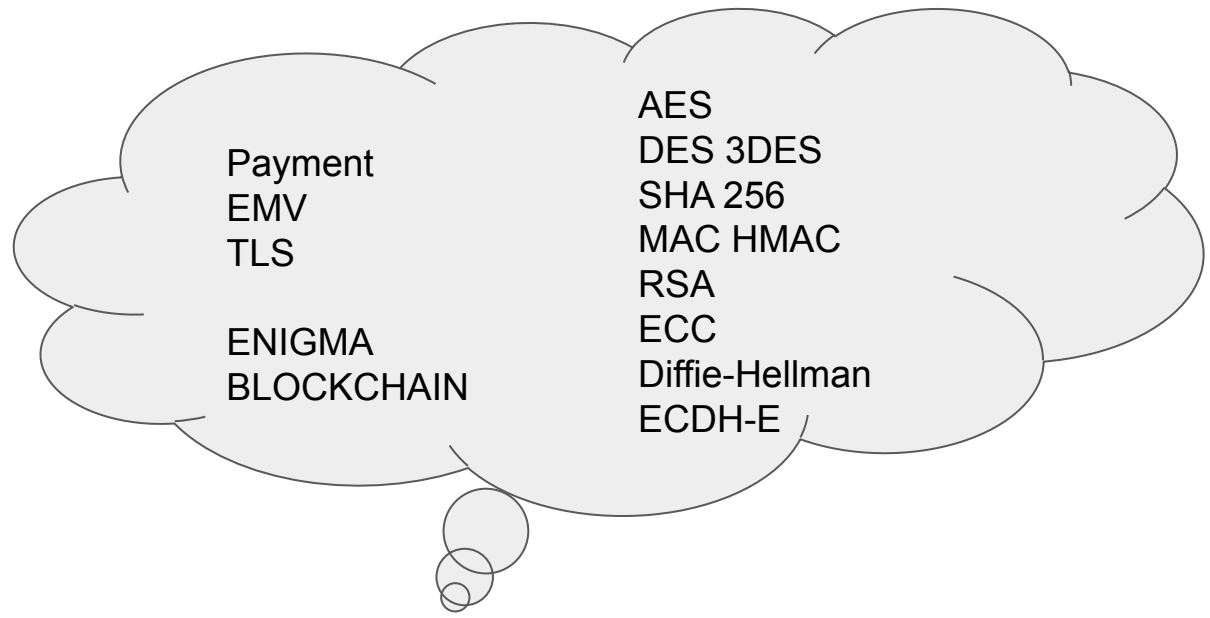 Payment
EMV
TLS
ENIGMA
BLOCKCHAIN
AES
DES 3DES
SHA 256
MAC HMAC
RSA
ECC
Diffie-Hellman
ECDH-E